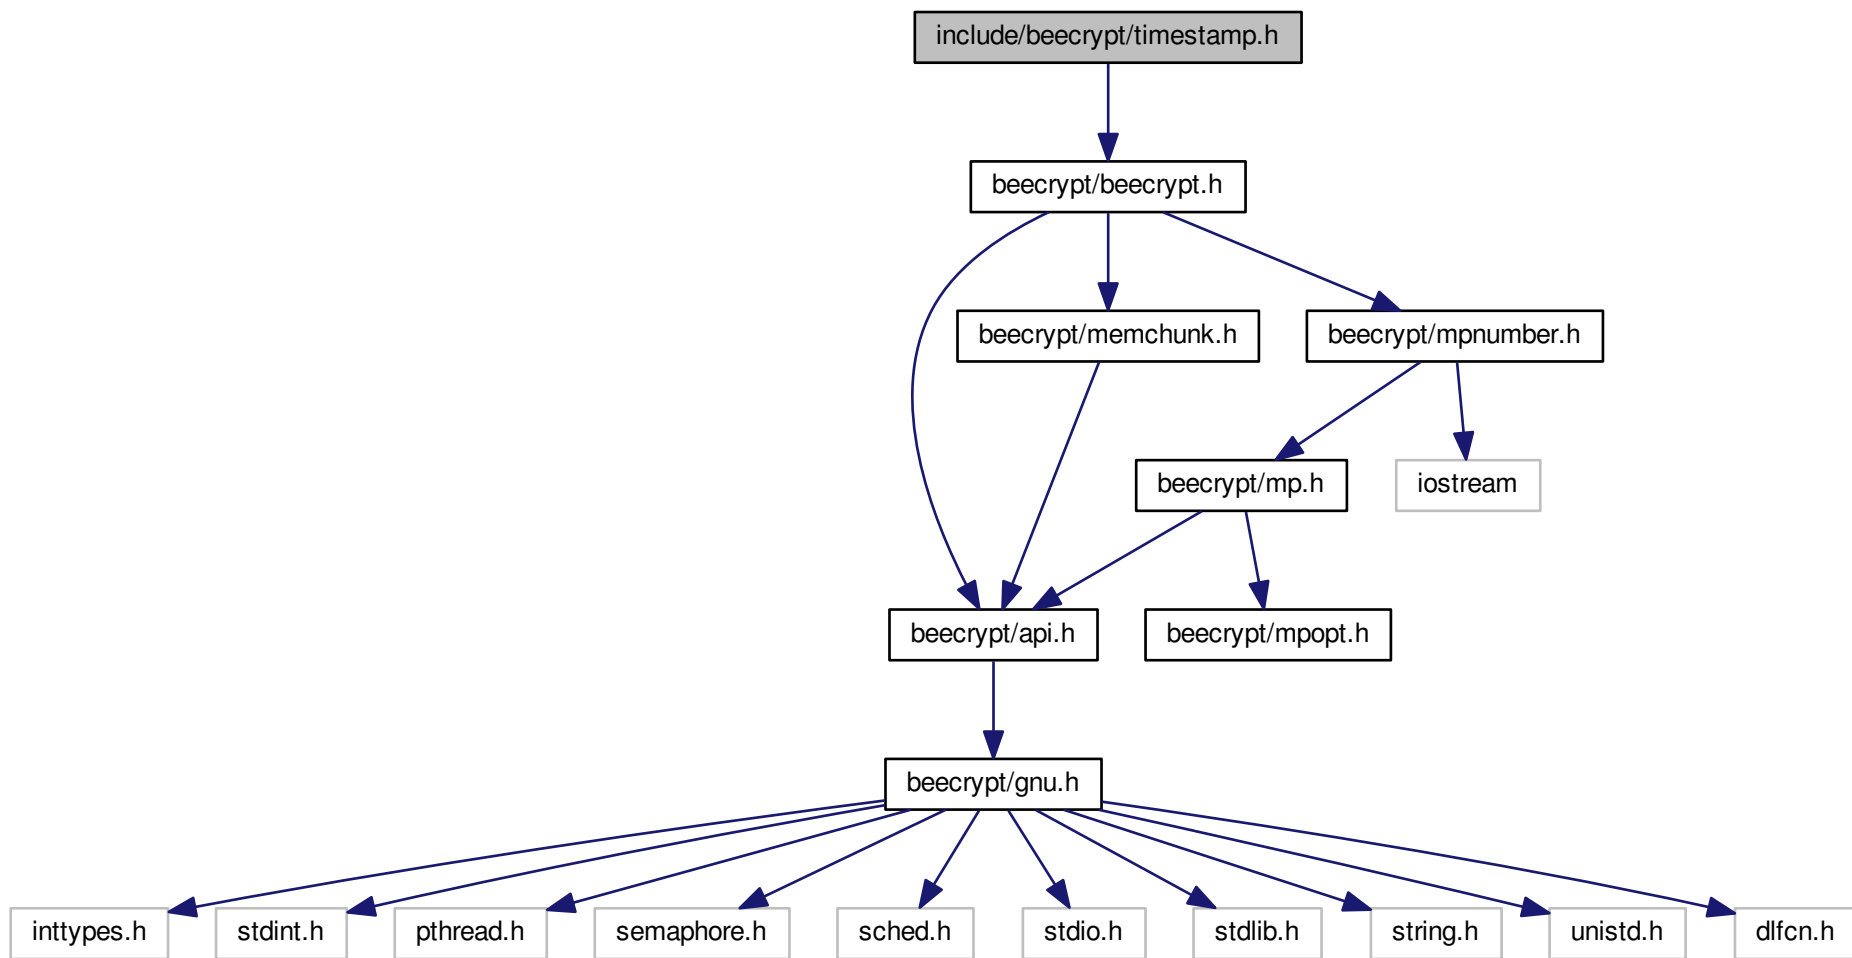 include/beecrypt/timestamp.h
beecrypt/beecrypt.h
beecrypt/memchunk.h
beecrypt/mpnumber.h
beecrypt/mp.h
iostream
beecrypt/api.h
beecrypt/mpopt.h
beecrypt/gnu.h
inttypes.h
stdint.h
pthread.h
semaphore.h
sched.h
stdio.h
stdlib.h
string.h
unistd.h
dlfcn.h